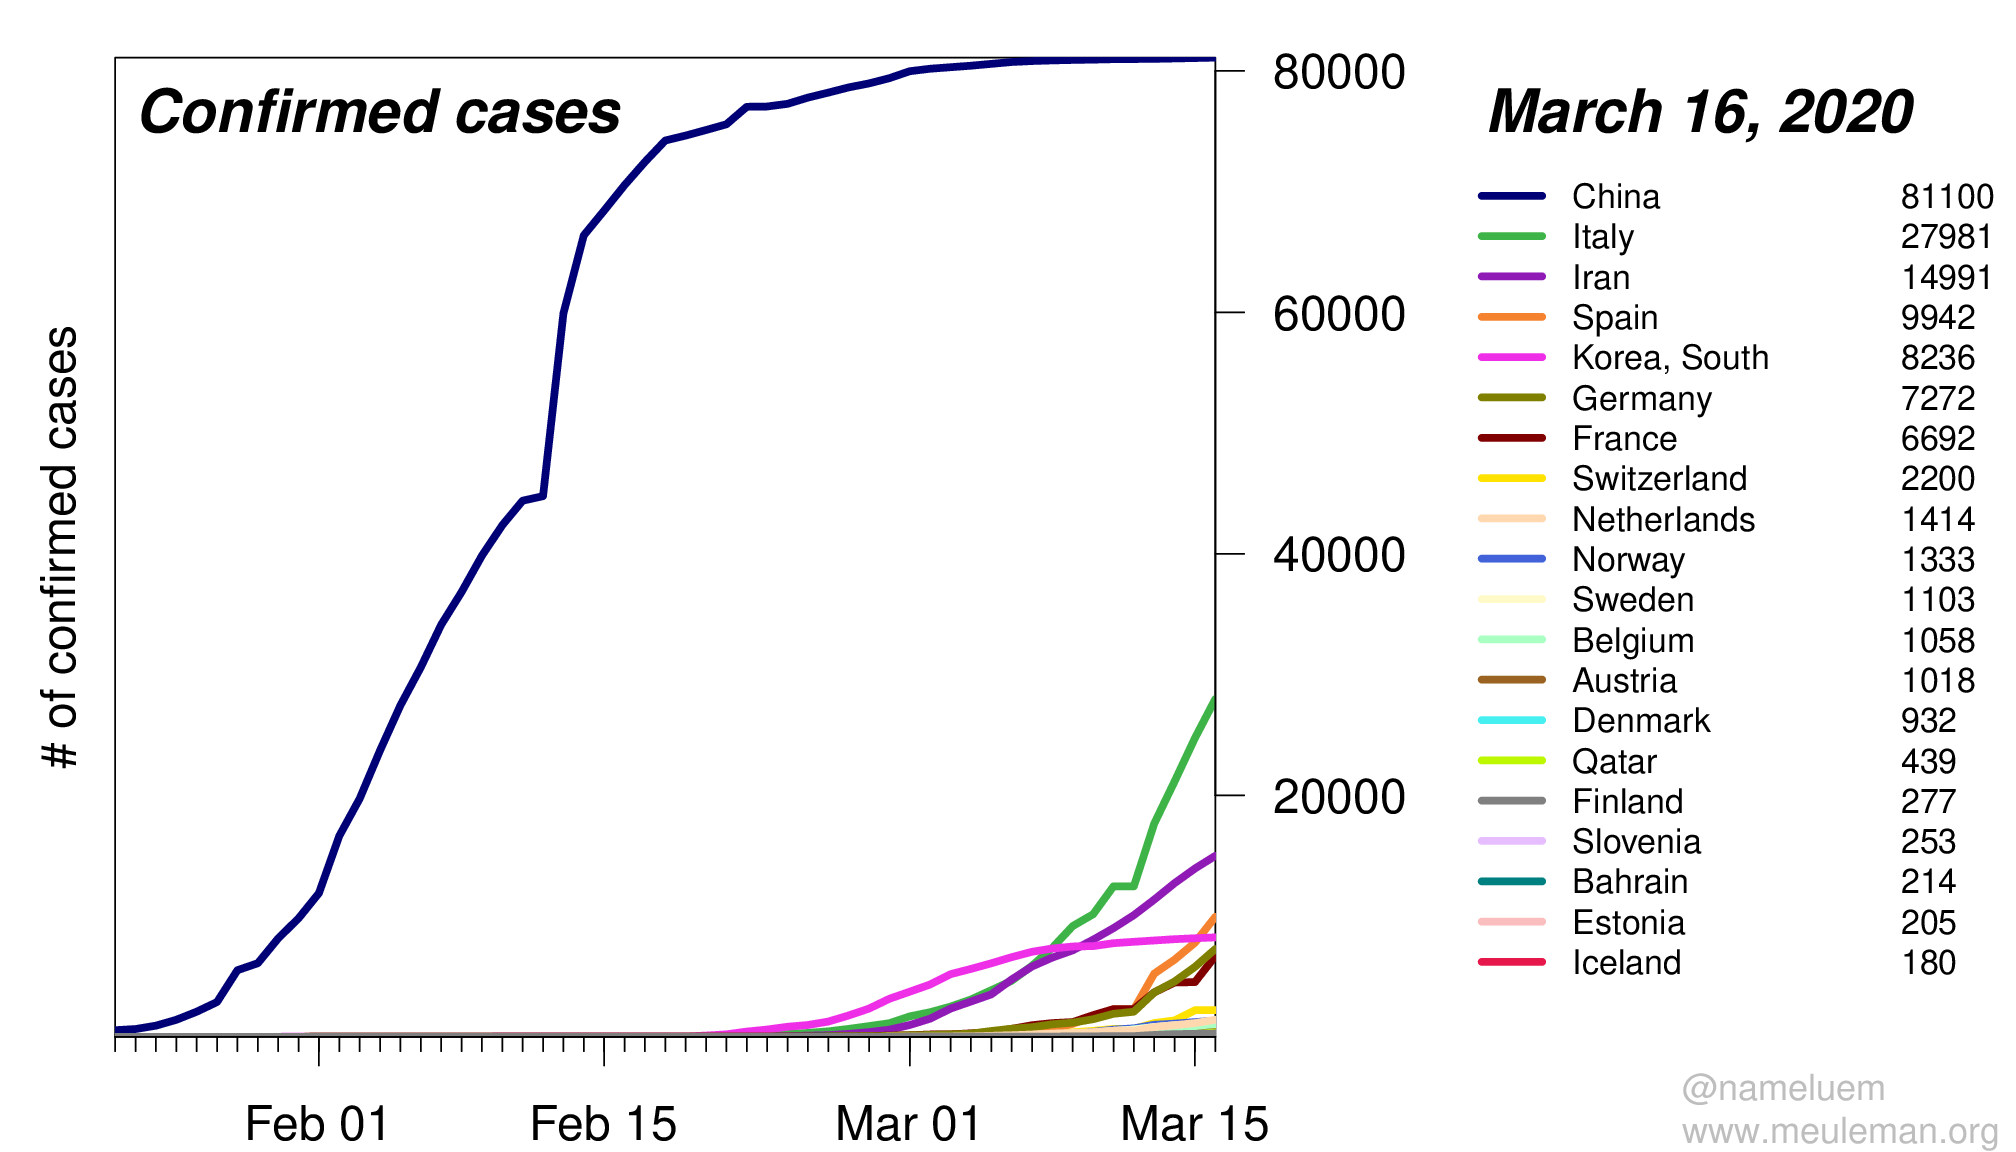 Confirmed cases
# of confirmed cases
80000
60000
40000
20000
Feb 01 Feb 15 Mar 01 Mar 15
March 16, 2020
China 81100
Italy 27981
Iran 14991
Spain 9942
Korea, South 8236
Germany 7272
France 6692
Switzerland 2200
Netherlands 1414
Norway 1333
Sweden 1103
Belgium 1058
Austria 1018
Denmark 932
Qatar 439
Finland 277
Slovenia 253
Bahrain 214
Estonia 205
Iceland 180
@nameluem
www.meuleman.org